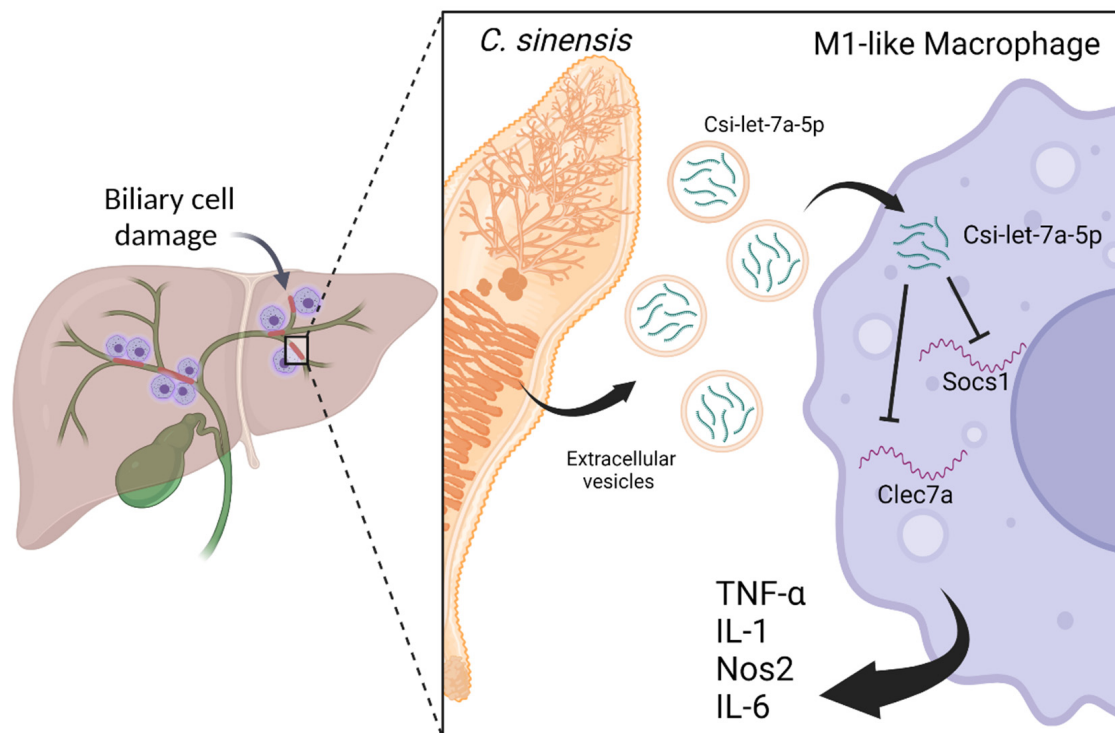 Biliary cell
damage
C. sinensis
M1-like Macrophage
Csi-let-7a-5p
Csi-let-7a-5p
Socs1
Clec7a
Extracellular
vesicles
TNF-α
IL-1
Nos2
IL-6